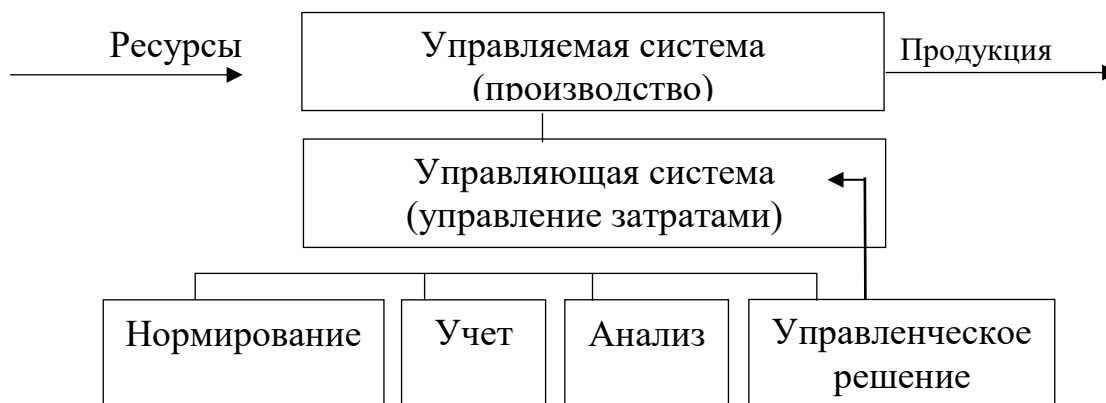 Ресурсы
Управляемая система
(производство)
Продукция
Управляющая система
(управление затратами)
Нормирование
Учет
Анализ
Управленческое
решение